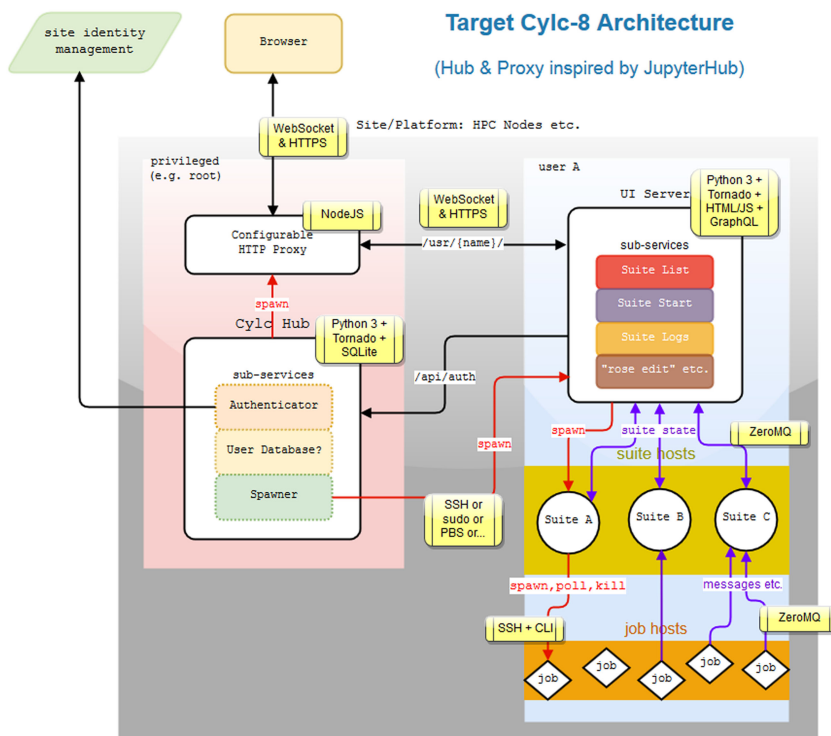 Target Cylc-8 Architecture
(Hub & Proxy inspired by JupyterHub)
site identity
management
Browser
WebSocket
& HTTPS
Site/Platform: HPC Nodes etc.
privileged
(e.g. root)
user A
NodeJS
Configurable
HTTP Proxy
WebSocket
& HTTPS
/usr/{name}/
UI Server
Python 3 +
Tornado +
HTML/JS +
GraphQL
sub-services
Suite List
Suite Start
Suite Logs
"rose edit" etc.
spawn
Cylc Hub
Python 3 +
Tornado +
SQLite
sub-services
Authenticator
User Database?
Spawner
/api/auth
spawn
SSH or
sudo or
PBS or...
spawn
suite state
ZeroMQ
suite hosts
Suite A
Suite B
Suite C
spawn,poll,kill
messages etc.
SSH + CLI
job hosts
ZeroMQ
job
job
job
job
job